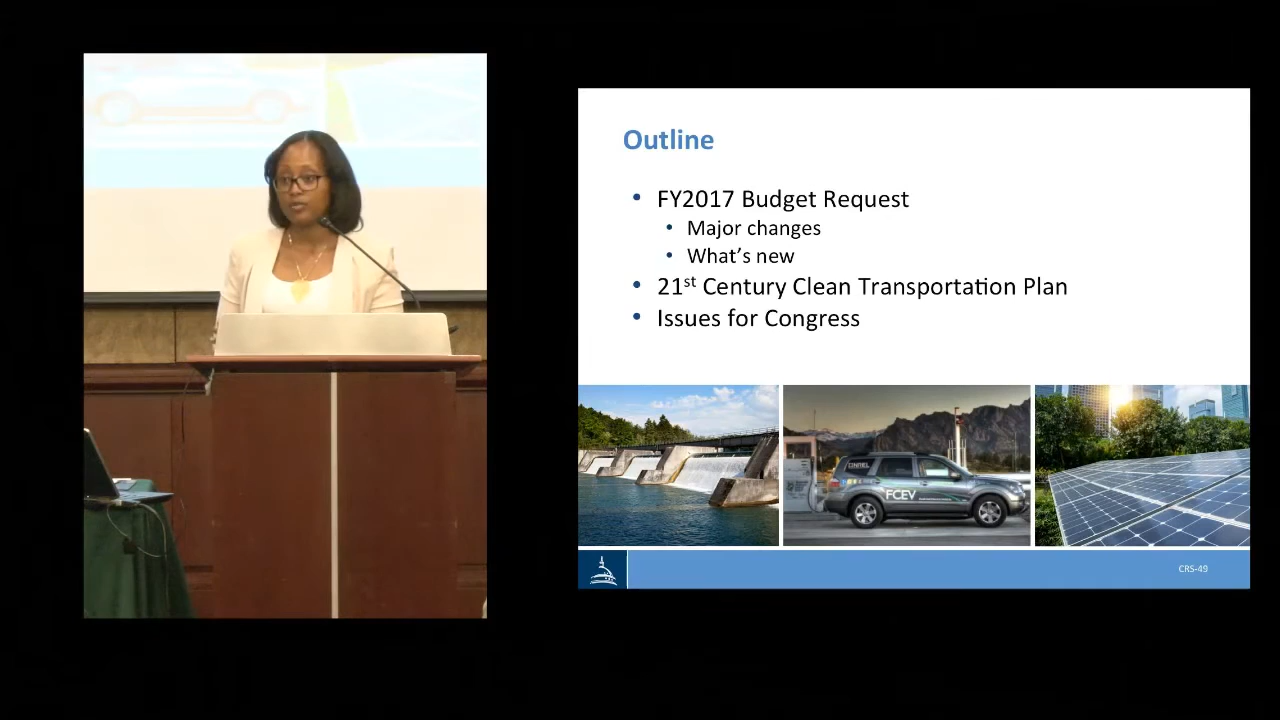 Outline
• FY2017 Budget Request
• Major changes
• What's new
• 21st Century Clean Transportation Plan
• Issues for Congress
FCEV
CRS-49